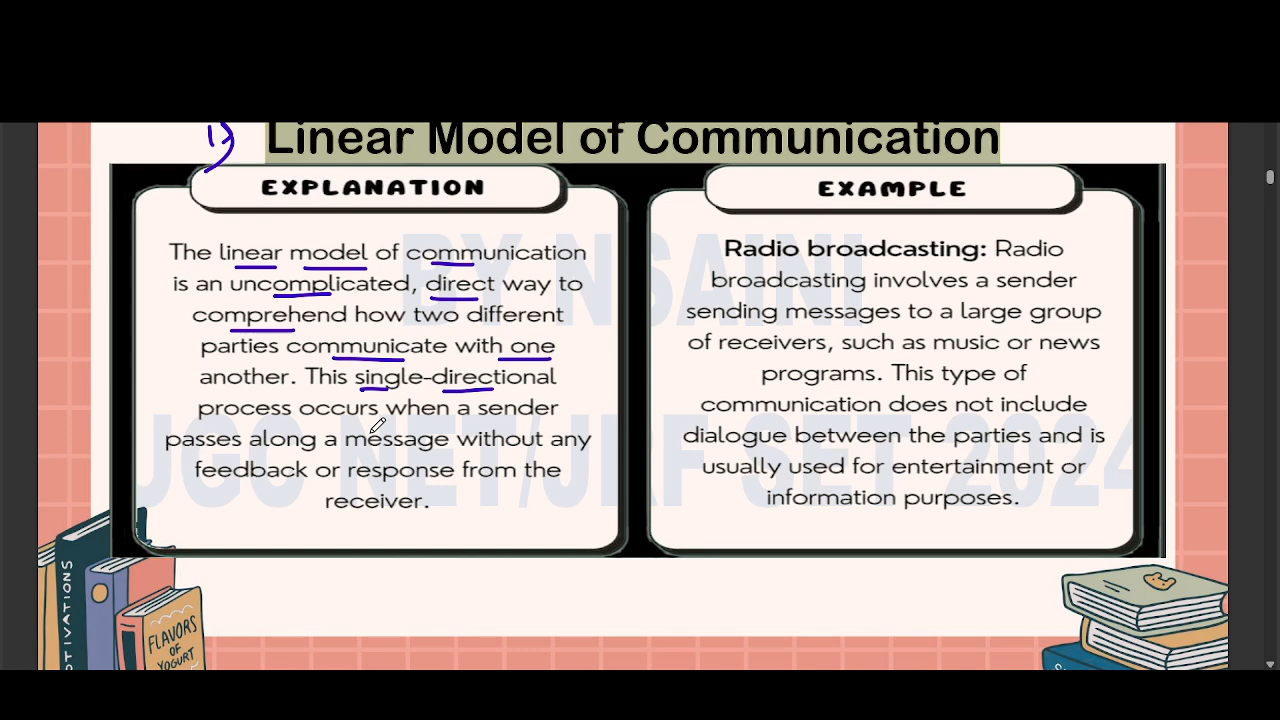 1)
Linear Model of Communication
EXPLANATION
The linear model of communication
is an uncomplicated, direct way to
comprehend how two different
parties communicate with one
another. This single-directional
process occurs when a sender
passes along a message without any
feedback or response from the
receiver.
EXAMPLE
Radio broadcasting: Radio
broadcasting involves a sender
sending messages to a large group
of receivers, such as music or news
programs. This type of
communication does not include
dialogue between the parties and is
usually used for entertainment or
information purposes.
BY NSAINI
UGC NET/JRF SET 2024
FLAVORS
OF
YOGURT